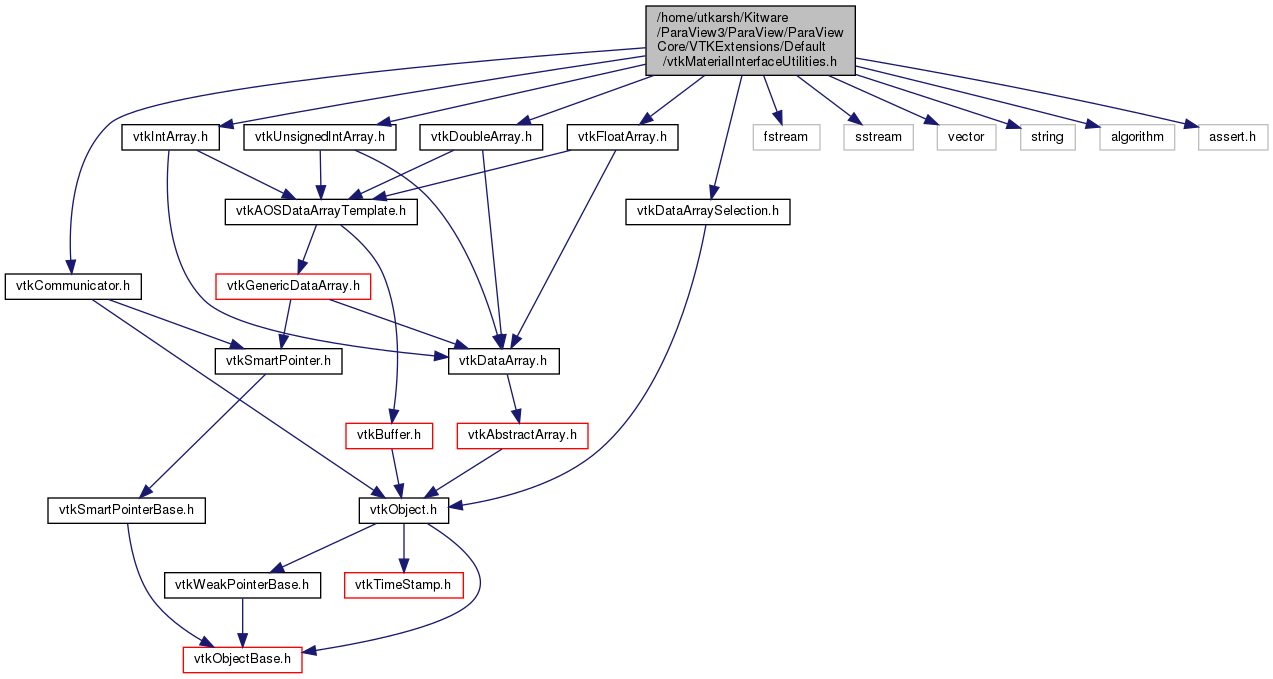 /home/utkarsh/Kitware
/ParaView3/ParaView/ParaView
Core/VTKExtensions/Default
/vtkMaterialInterfaceUtilities.h
vtkIntArray.h
vtkUnsignedIntArray.h
vtkDoubleArray.h
vtkFloatArray.h
fstream
sstream
vector
string
algorithm
assert.h
vtkAOSDataArrayTemplate.h
vtkDataArraySelection.h
vtkCommunicator.h
vtkGenericDataArray.h
vtkSmartPointer.h
vtkDataArray.h
vtkBuffer.h
vtkAbstractArray.h
vtkSmartPointerBase.h
vtkObject.h
vtkWeakPointerBase.h
vtkTimeStamp.h
vtkObjectBase.h